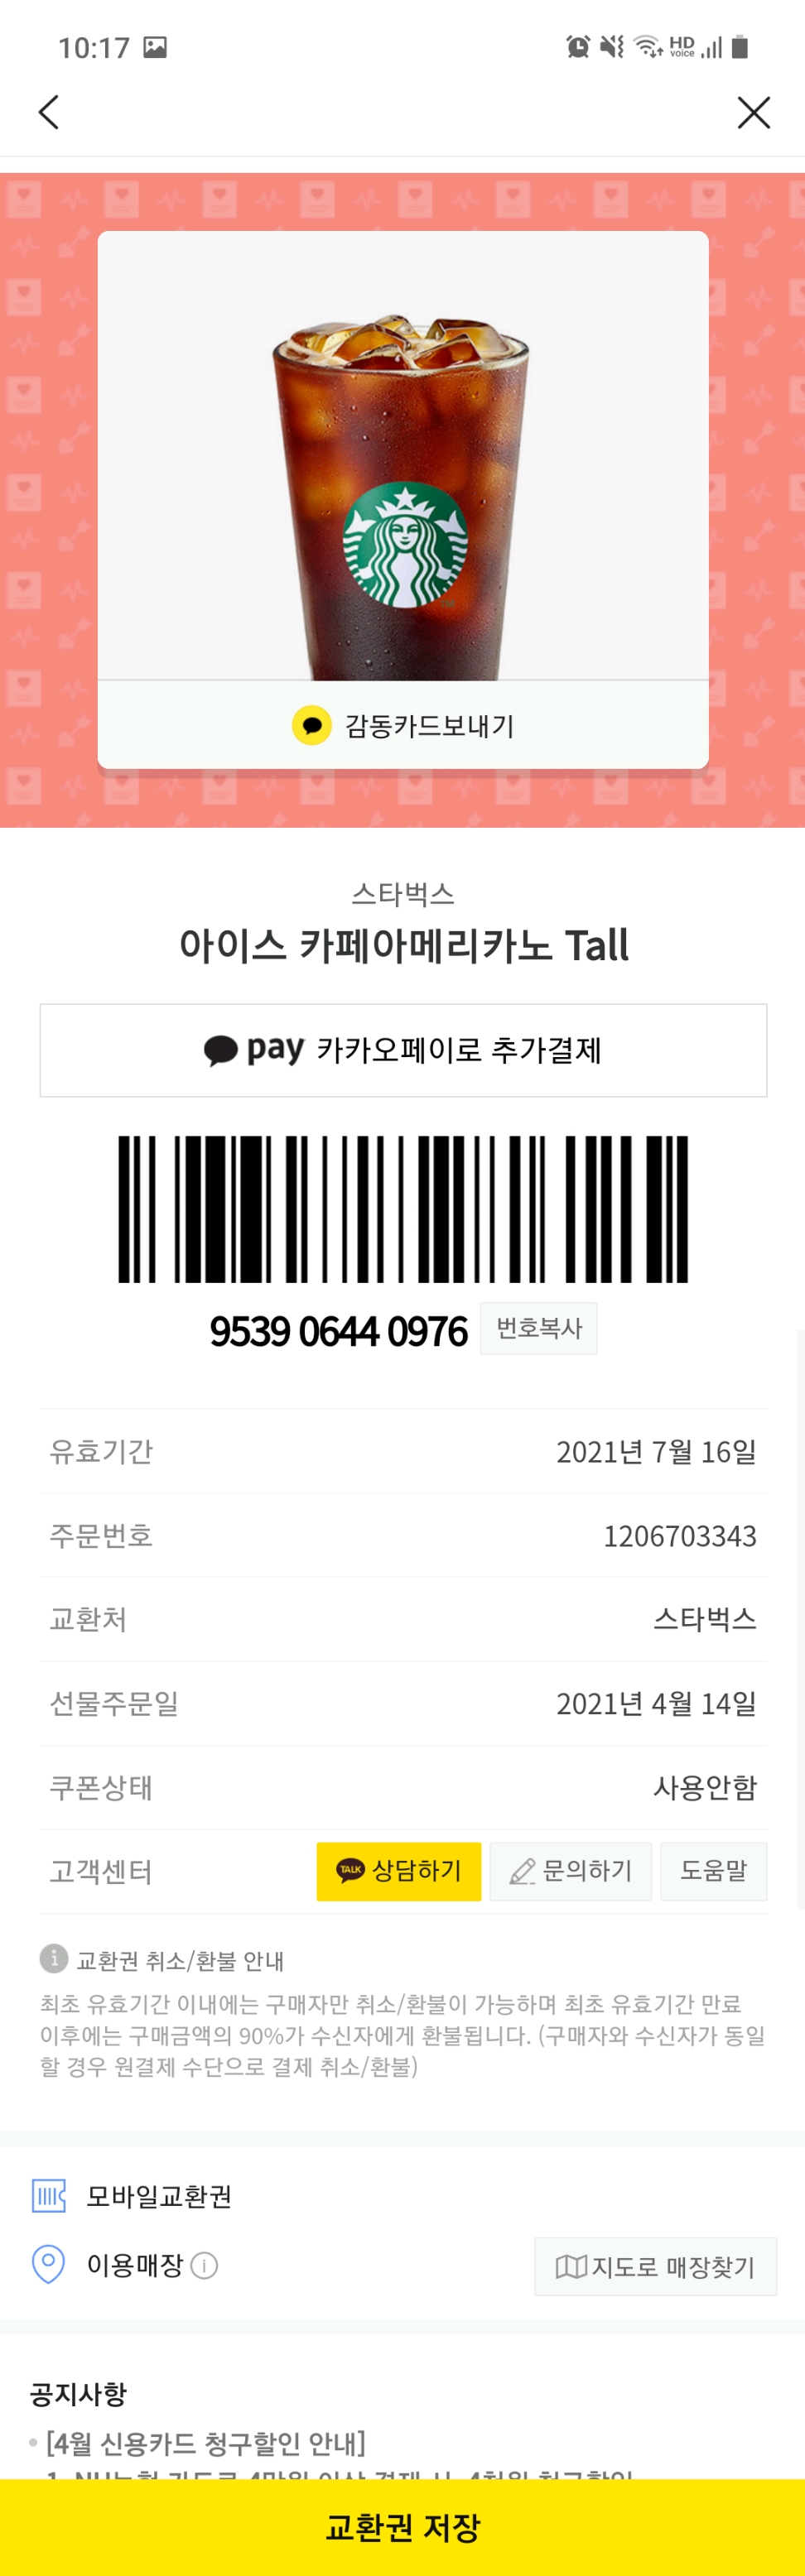 10:17
HD
voice
감동카드보내기
스타벅스
아이스 카페아메리카노 Tall
pay 카카오페이로 추가결제
9539 0644 0976 번호복사
유효기간 2021년 7월 16일
주문번호 1206703343
교환처 스타벅스
선물주문일 2021년 4월 14일
쿠폰상태 사용안함
고객센터 TALK 상담하기 문의하기 도움말
교환권 취소/환불 안내
최초 유효기간 이내에는 구매자만 취소/환불이 가능하며 최초 유효기간 만료
이후에는 구매금액의 90%가 수신자에게 환불됩니다. (구매자와 수신자가 동일
할 경우 원결제 수단으로 결제 취소/환불)
모바일교환권
이용매장 지도로 매장찾기
공지사항
[4월 신용카드 청구할인 안내]
교환권 저장